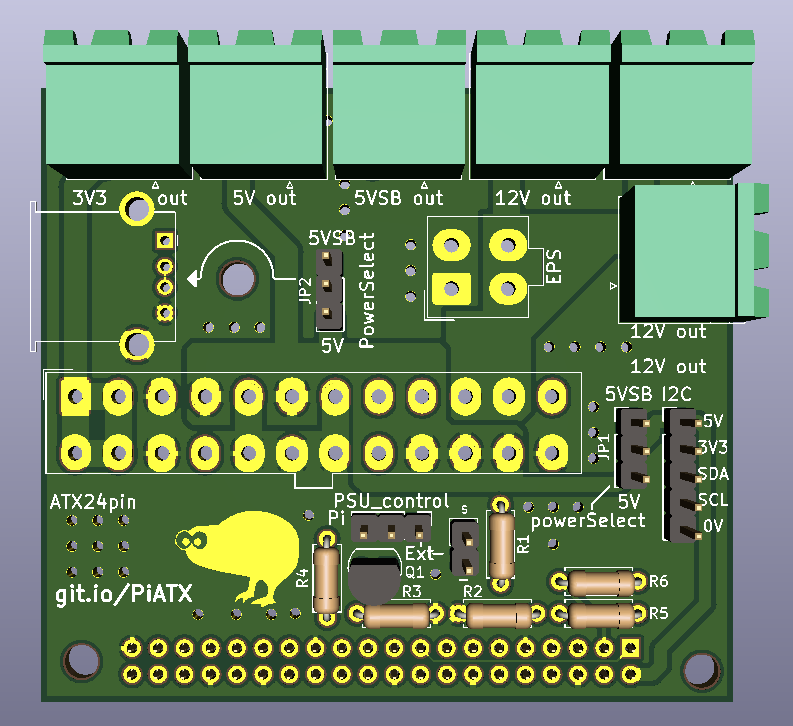 3V3 out 5V out 5VSB out 12V out
5VSB
JP2
PowerSelect
5V
EPS
12V out
12V out
5VSB I2C
JP1
5V
3V3
SDA
SCL
0V
5V
powerSelect
ATX24pin
PSU_control
Pi
Ext
s
Q1
R1
R4
R3
R2
R6
R5
git.io/PiATX